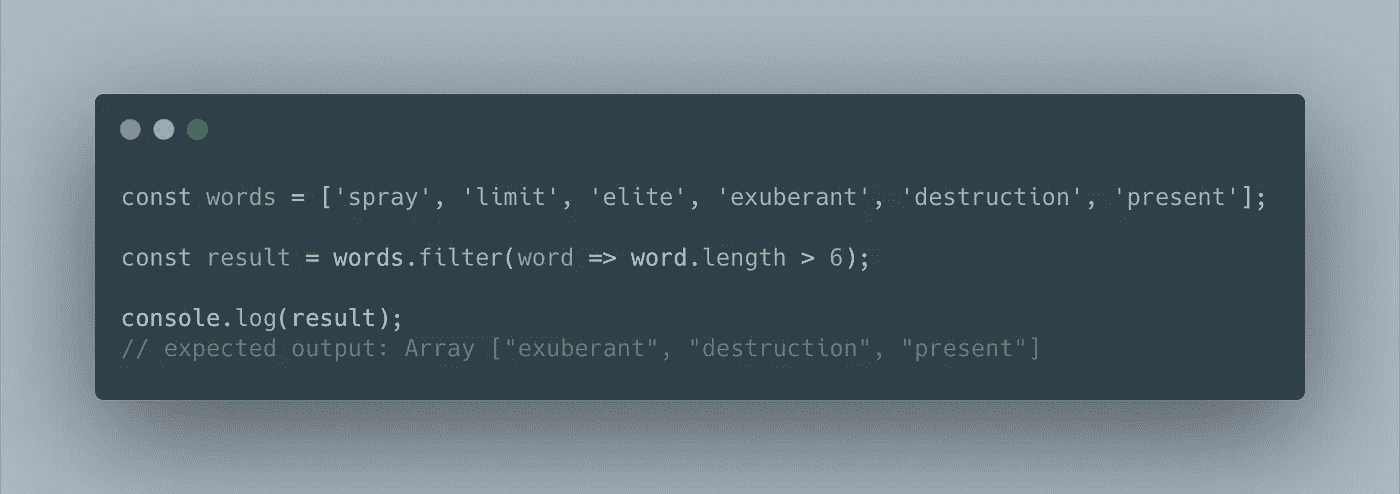 const words = ['spray', 'limit', 'elite', 'exuberant', 'destruction', 'present'];
const result = words.filter(word => word.length > 6);
console.log(result);
// expected output: Array ["exuberant", "destruction", "present"]